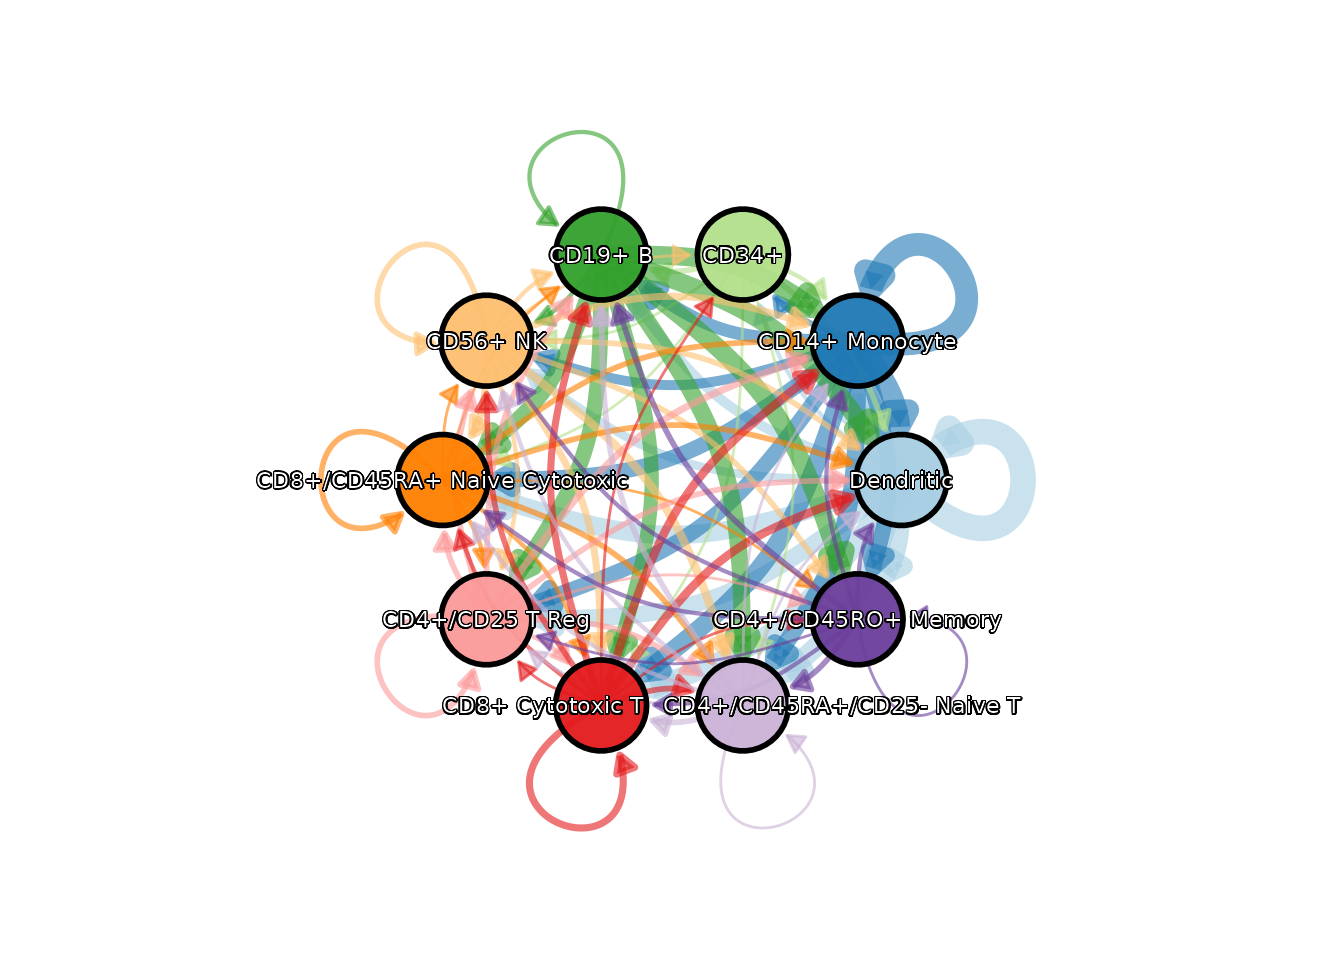 CD19+ B
CD34+
CD56+ NK
CD14+ Monocyte
CD8+/CD45RA+ Naive Cytotoxic
Dendritic
CD4+/CD25 T Reg
CD4+/CD45RO+ Memory
CD8+ Cytotoxic T
CD4+/CD45RA+/CD25- Naive T